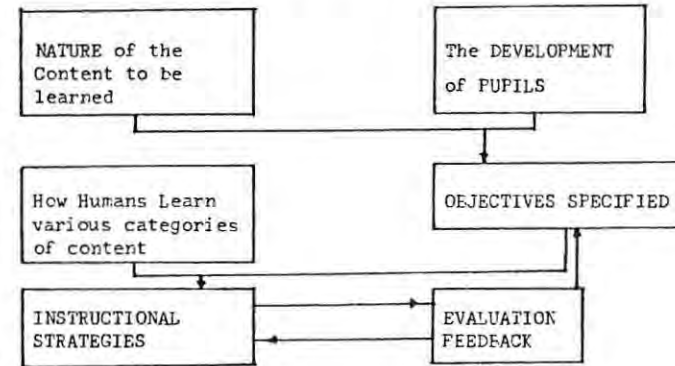 NATURE of the
Content to be
learned
The DEVELOPMENT
of PUPILS
How Humans Learn
various categories
of content
OBJECTIVES SPECIFIED
INSTRUCTIONAL
STRATEGIES
EVALUATION
FEEDBACK